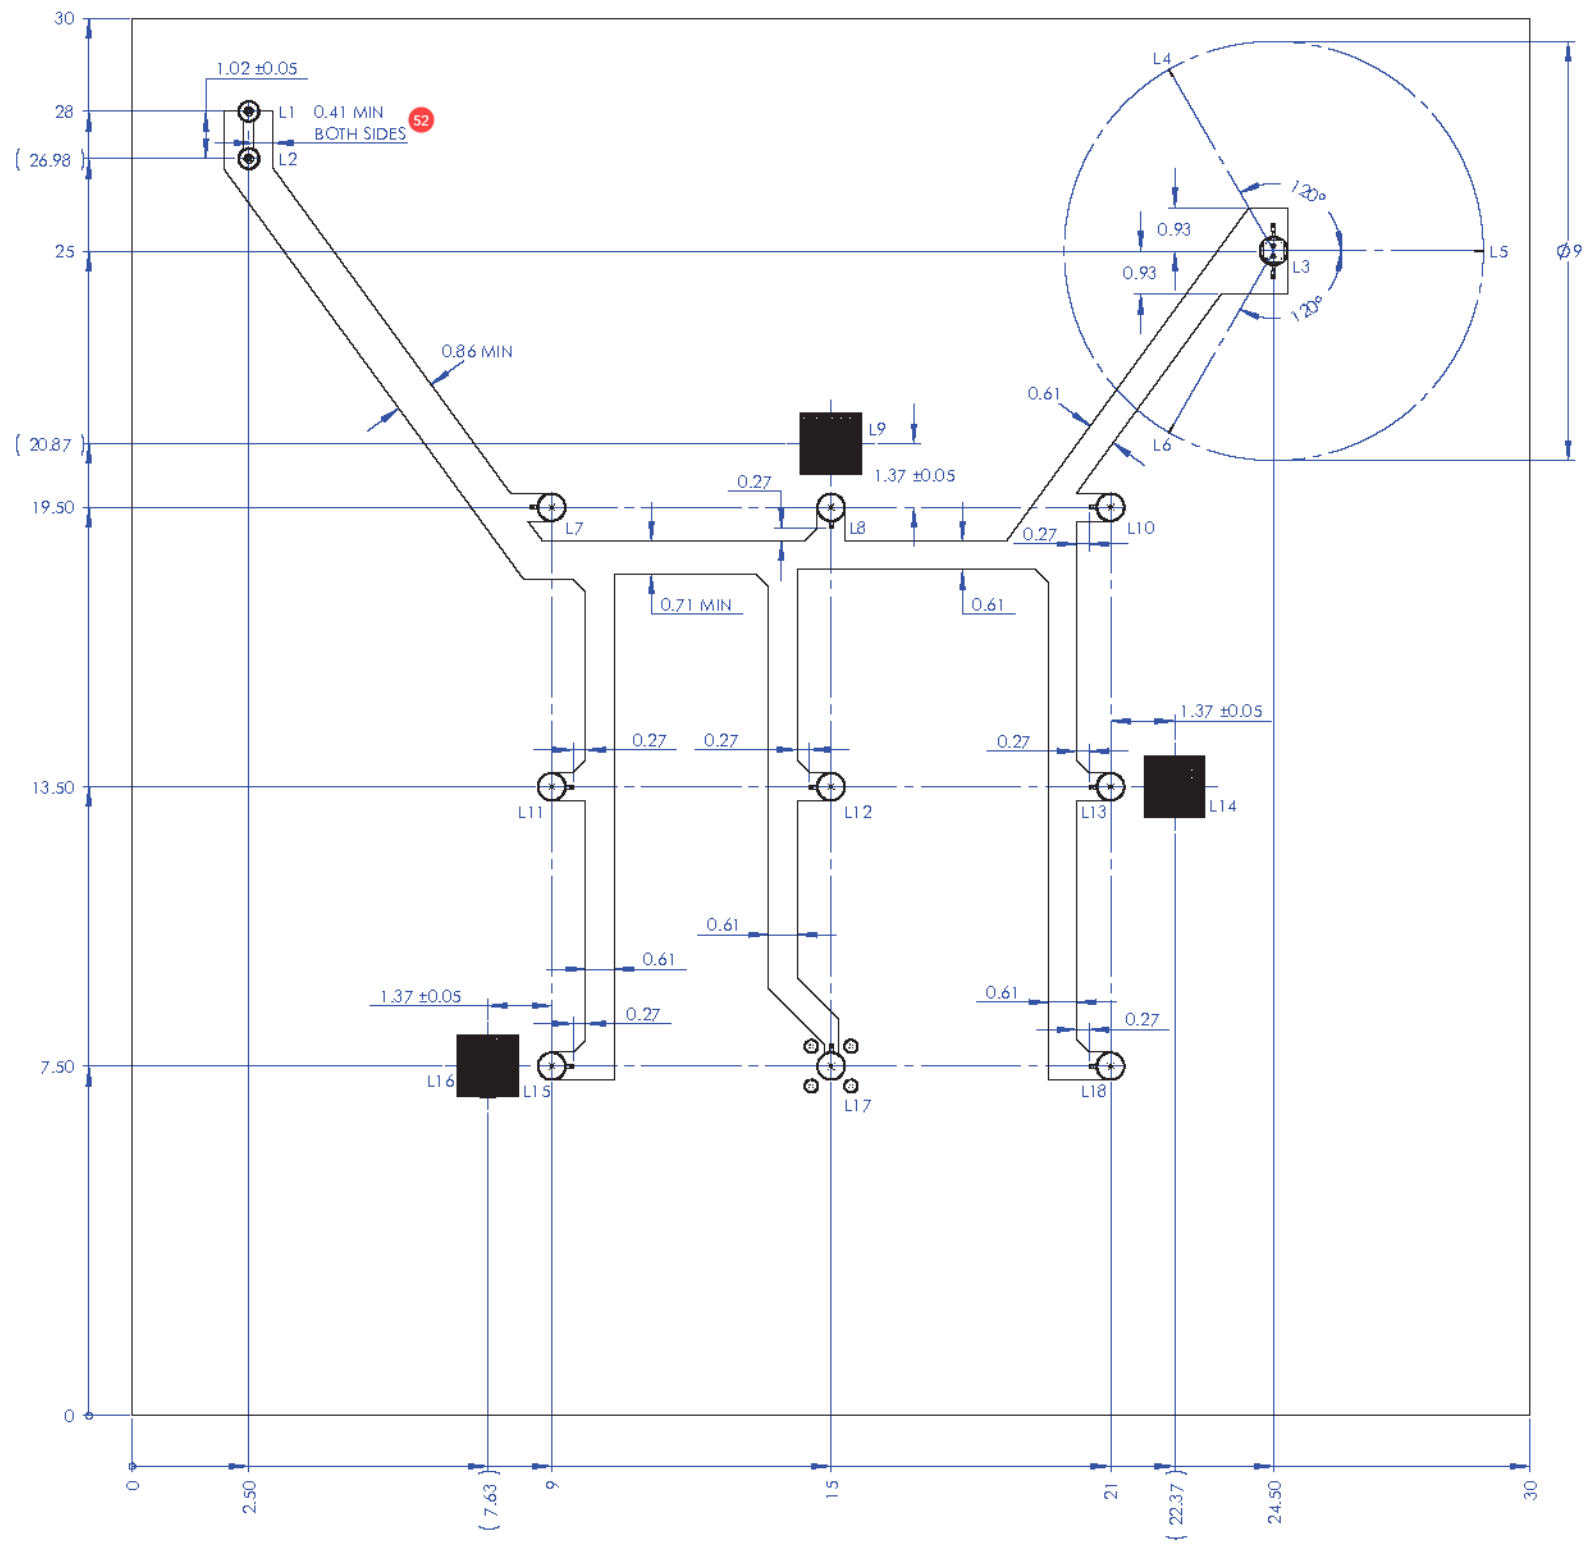 30
1.02 ±0.05
28
L1 0.41 MIN
BOTH SIDES
52
L2
( 26.98 )
25
L4
120°
0.93
L3
L5
Ø9
0.93
120°
0.86 MIN
0.61
L6
( 20.87 )
L9
1.37 ±0.05
0.27
19.50
L7
L8
L10
0.27
0.71 MIN
0.61
1.37 ±0.05
0.27
0.27
0.27
13.50
L11
L12
L13
L14
0.61
0.61
1.37 ±0.05
0.61
0.27
0.27
7.50
L16
L15
L17
L18
0
0
2.50
( 7.63 )
9
15
21
( 22.37 )
24.50
30